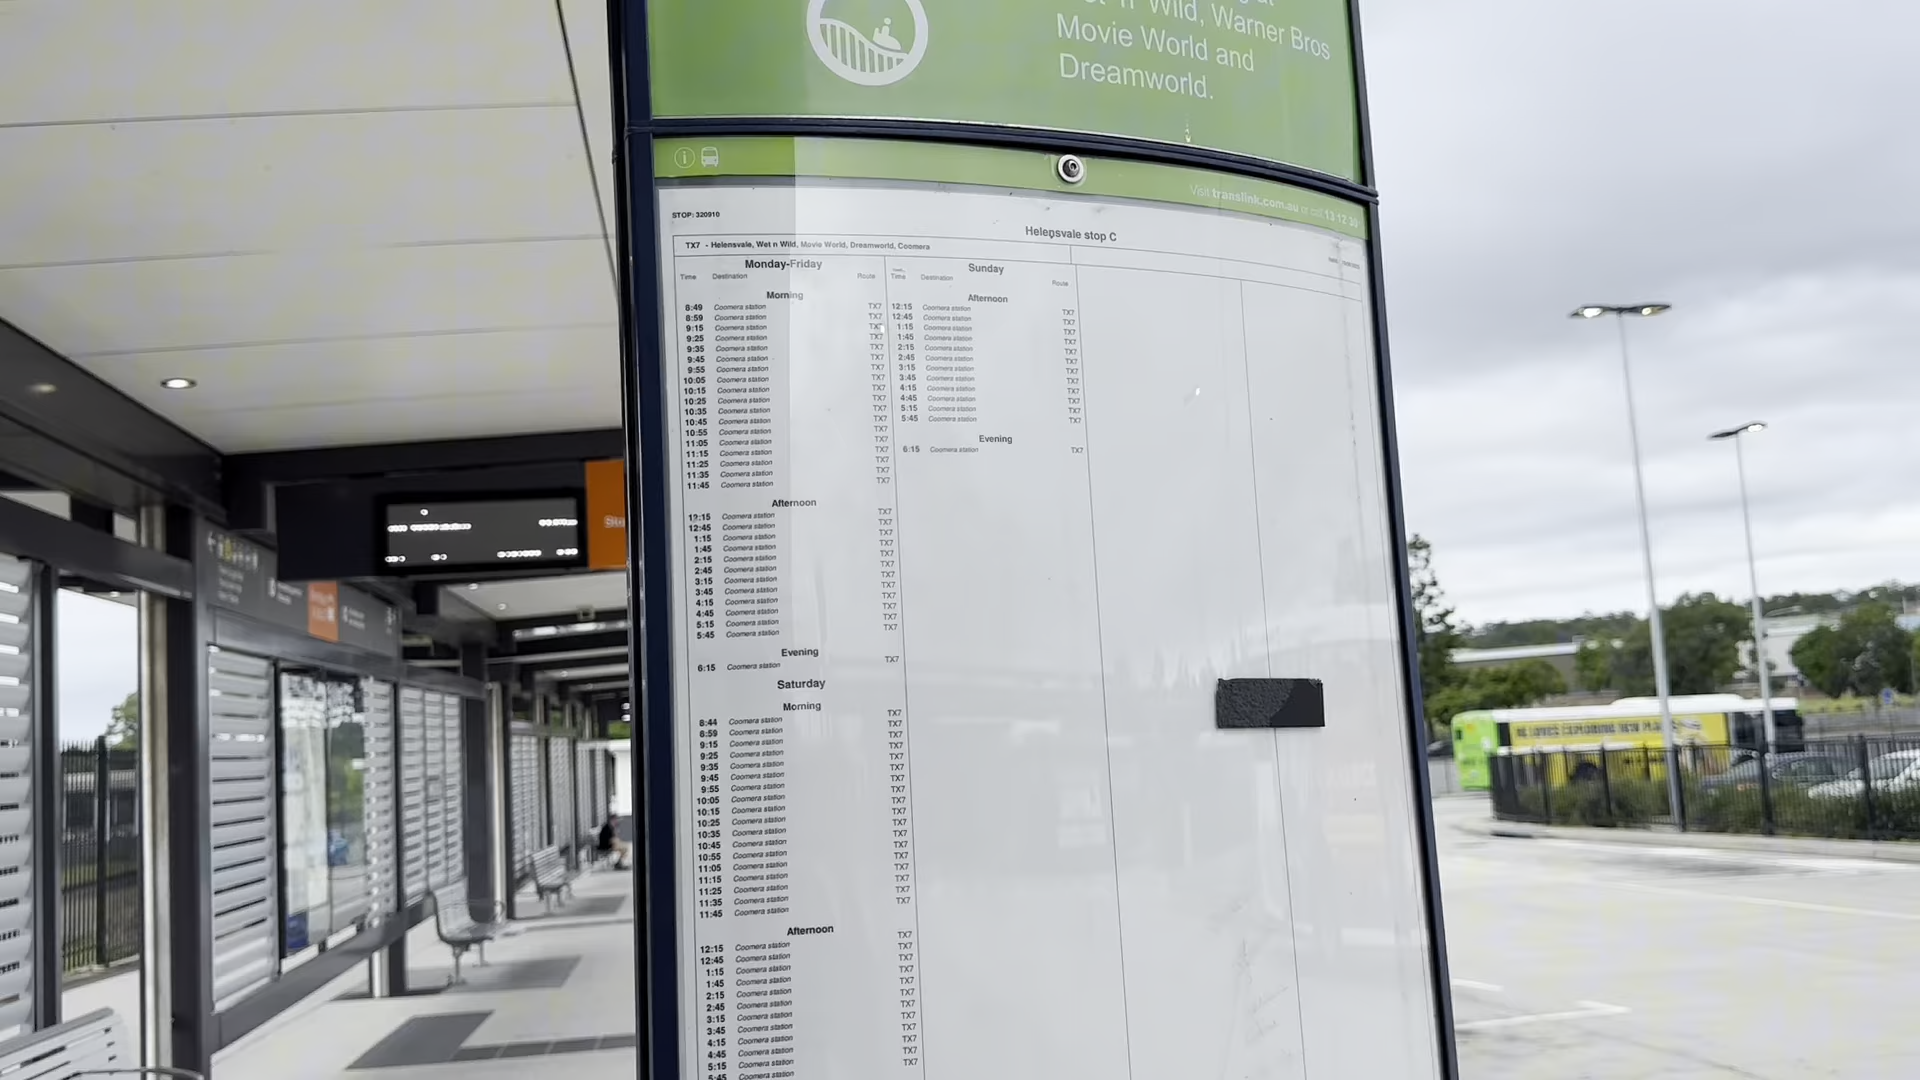 Wild, Warner Bros
Movie World and
Dreamworld.
Visit translink.com.au or call 13 12 30
STOP: 320910
Helensvale stop C
TX7 - Helensvale, Wet n Wild, Movie World, Dreamworld, Coomera
Monday-Friday
Time Destination Route
Morning
8:49 Coomera station TX7
8:59 Coomera station TX7
9:15 Coomera station TX7
9:25 Coomera station TX7
9:35 Coomera station TX7
9:45 Coomera station TX7
9:55 Coomera station TX7
10:05 Coomera station TX7
10:15 Coomera station TX7
10:25 Coomera station TX7
10:35 Coomera station TX7
10:45 Coomera station TX7
10:55 Coomera station TX7
11:05 Coomera station TX7
11:15 Coomera station TX7
11:25 Coomera station TX7
11:35 Coomera station TX7
11:45 Coomera station TX7
Afternoon
12:15 Coomera station TX7
12:45 Coomera station TX7
1:15 Coomera station TX7
1:45 Coomera station TX7
2:15 Coomera station TX7
2:45 Coomera station TX7
3:15 Coomera station TX7
3:45 Coomera station TX7
4:15 Coomera station TX7
4:45 Coomera station TX7
5:15 Coomera station TX7
5:45 Coomera station TX7
Evening
6:15 Coomera station TX7
Saturday
Morning
8:44 Coomera station TX7
8:59 Coomera station TX7
9:15 Coomera station TX7
9:25 Coomera station TX7
9:35 Coomera station TX7
9:45 Coomera station TX7
9:55 Coomera station TX7
10:05 Coomera station TX7
10:15 Coomera station TX7
10:25 Coomera station TX7
10:35 Coomera station TX7
10:45 Coomera station TX7
10:55 Coomera station TX7
11:05 Coomera station TX7
11:15 Coomera station TX7
11:25 Coomera station TX7
11:35 Coomera station TX7
11:45 Coomera station TX7
Afternoon
12:15 Coomera station TX7
12:45 Coomera station TX7
1:15 Coomera station TX7
1:45 Coomera station TX7
2:15 Coomera station TX7
2:45 Coomera station TX7
3:15 Coomera station TX7
3:45 Coomera station TX7
4:15 Coomera station TX7
4:45 Coomera station TX7
5:15 Coomera station TX7
5:45 Coomera station TX7
Sunday
Time Destination Route
Afternoon
12:15 Coomera station TX7
12:45 Coomera station TX7
1:15 Coomera station TX7
1:45 Coomera station TX7
2:15 Coomera station TX7
2:45 Coomera station TX7
3:15 Coomera station TX7
3:45 Coomera station TX7
4:15 Coomera station TX7
4:45 Coomera station TX7
5:15 Coomera station TX7
5:45 Coomera station TX7
Evening
6:15 Coomera station TX7